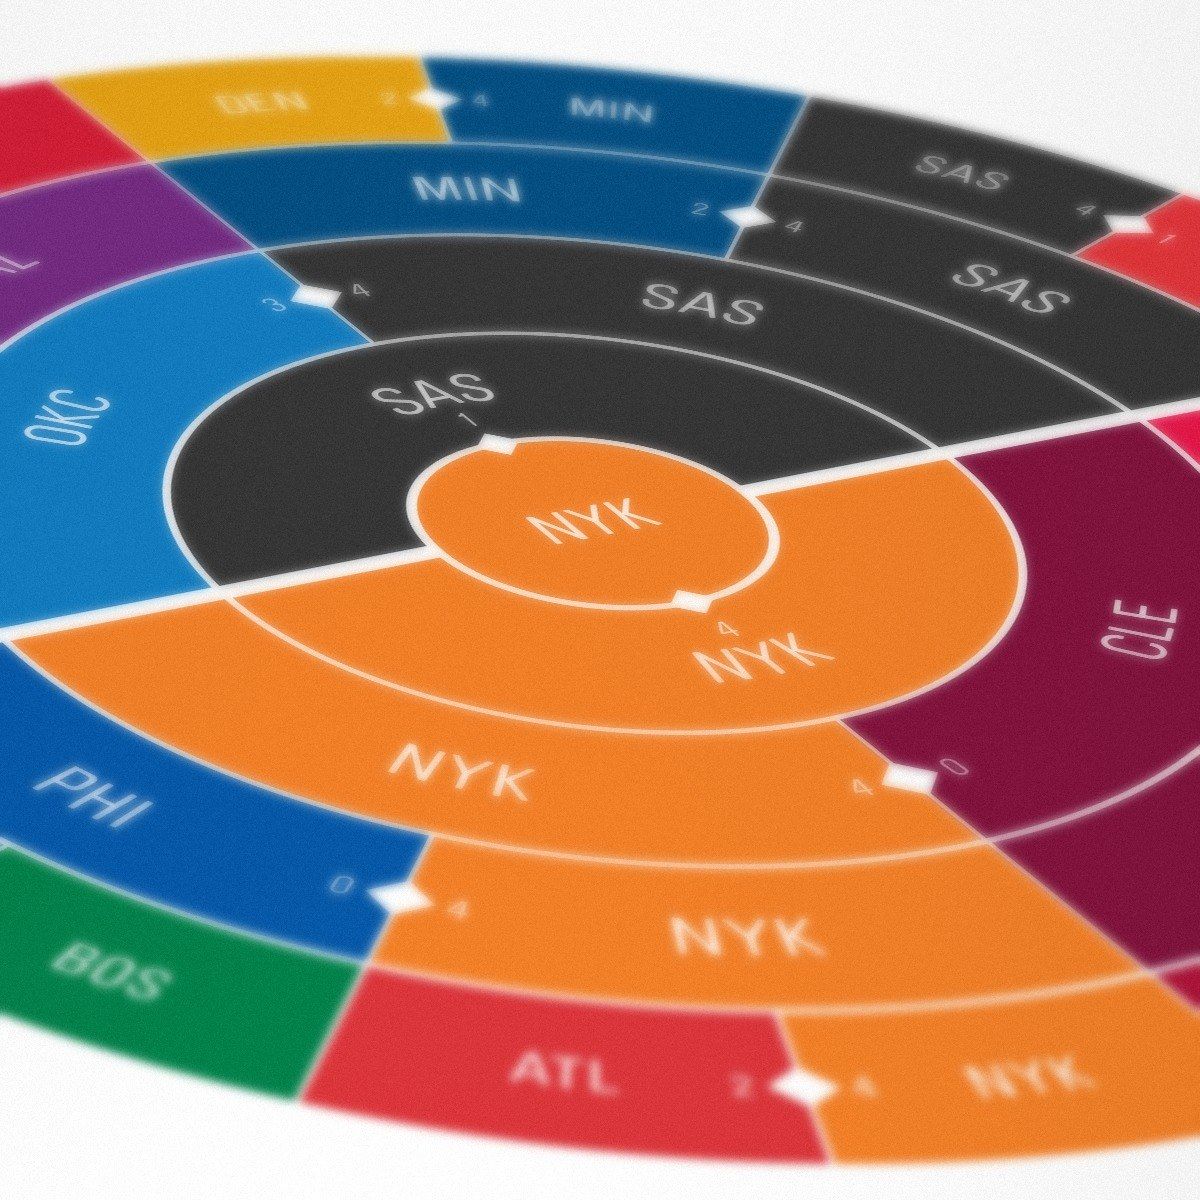 DEN 2 4 MIN
SAS 4 1
MIN 2 4 SAS
3 4 SAS
OKC
SAS
1
NYK
4
NYK
CLE
NYK 4 0
PHI 0 4 NYK
BOS
ATL 2 4 NYK